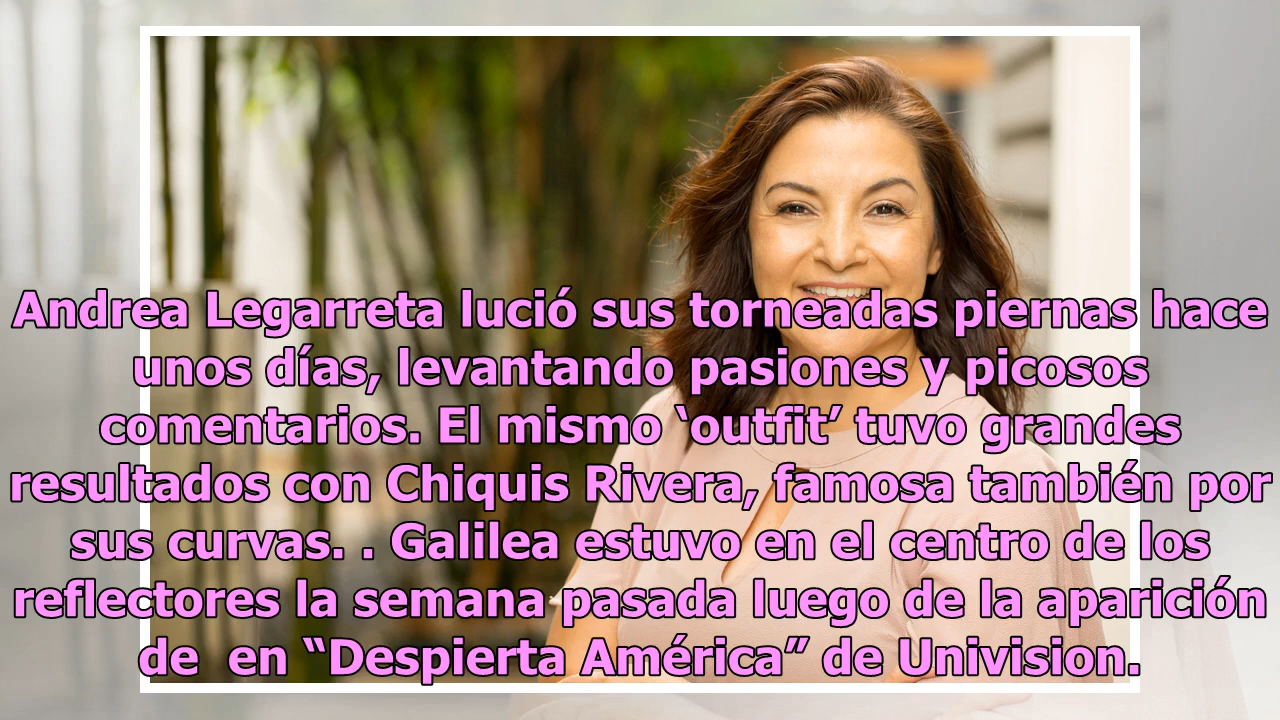 Andrea Legarreta lució sus torneadas piernas hace
unos días, levantando pasiones y picosos
comentarios. El mismo ‘outfit’ tuvo grandes
resultados con Chiquis Rivera, famosa también por
sus curvas. . Galilea estuvo en el centro de los
reflectores la semana pasada luego de la aparición
de  en “Despierta América” de Univision.